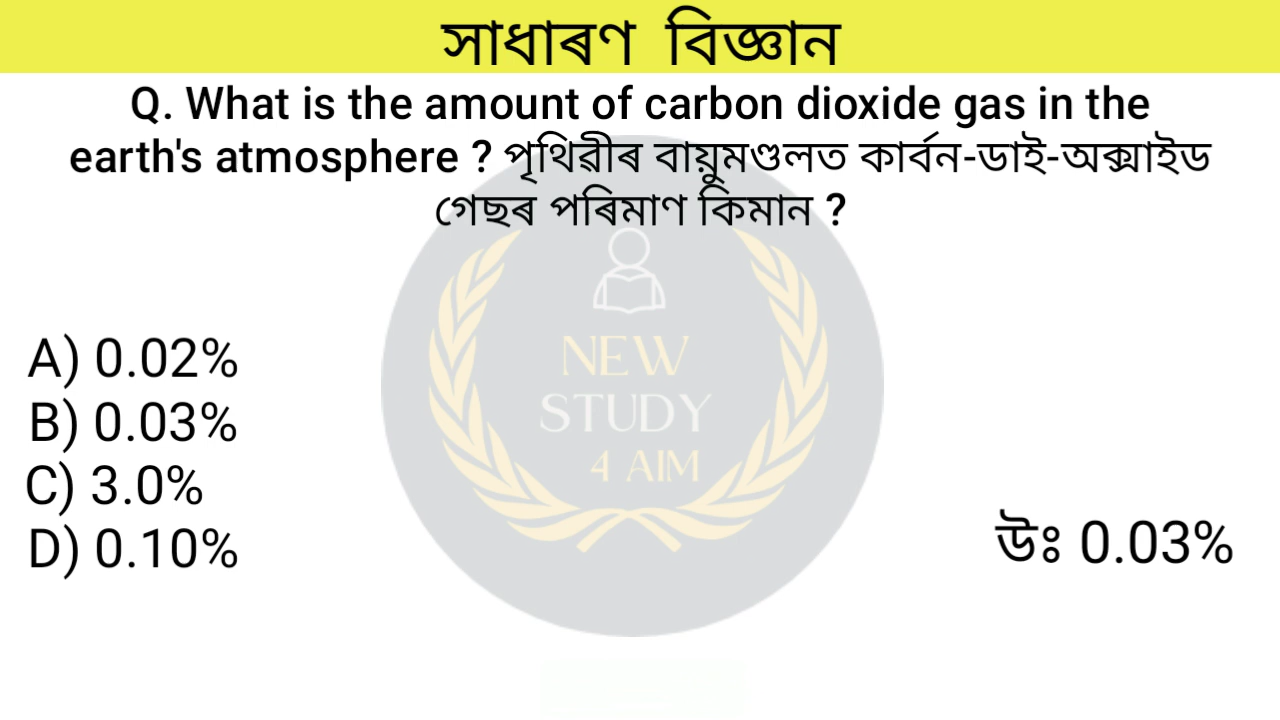 সাধাৰণ বিজ্ঞান
Q. What is the amount of carbon dioxide gas in the
earth's atmosphere ? পৃথিৱীৰ বায়ুমণ্ডলত কাৰ্বন-ডাই-অক্সাইড
গেছৰ পৰিমাণ কিমান ?
NEW
STUDY
4 AIM
A) 0.02%
B) 0.03%
C) 3.0%
D) 0.10%
উঃ 0.03%